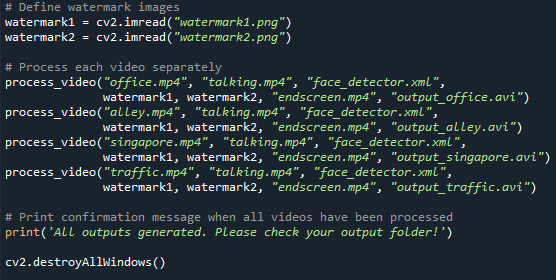 # Define watermark images
watermark1 = cv2.imread("watermark1.png")
watermark2 = cv2.imread("watermark2.png")

# Process each video separately
process_video("office.mp4", "talking.mp4", "face_detector.xml",
              watermark1, watermark2, "endscreen.mp4", "output_office.avi")
process_video("alley.mp4", "talking.mp4", "face_detector.xml",
              watermark1, watermark2, "endscreen.mp4", "output_alley.avi")
process_video("singapore.mp4", "talking.mp4", "face_detector.xml",
              watermark1, watermark2, "endscreen.mp4", "output_singapore.avi")
process_video("traffic.mp4", "talking.mp4", "face_detector.xml",
              watermark1, watermark2, "endscreen.mp4", "output_traffic.avi")

# Print confirmation message when all videos have been processed
print('All outputs generated. Please check your output folder!')

cv2.destroyAllWindows()